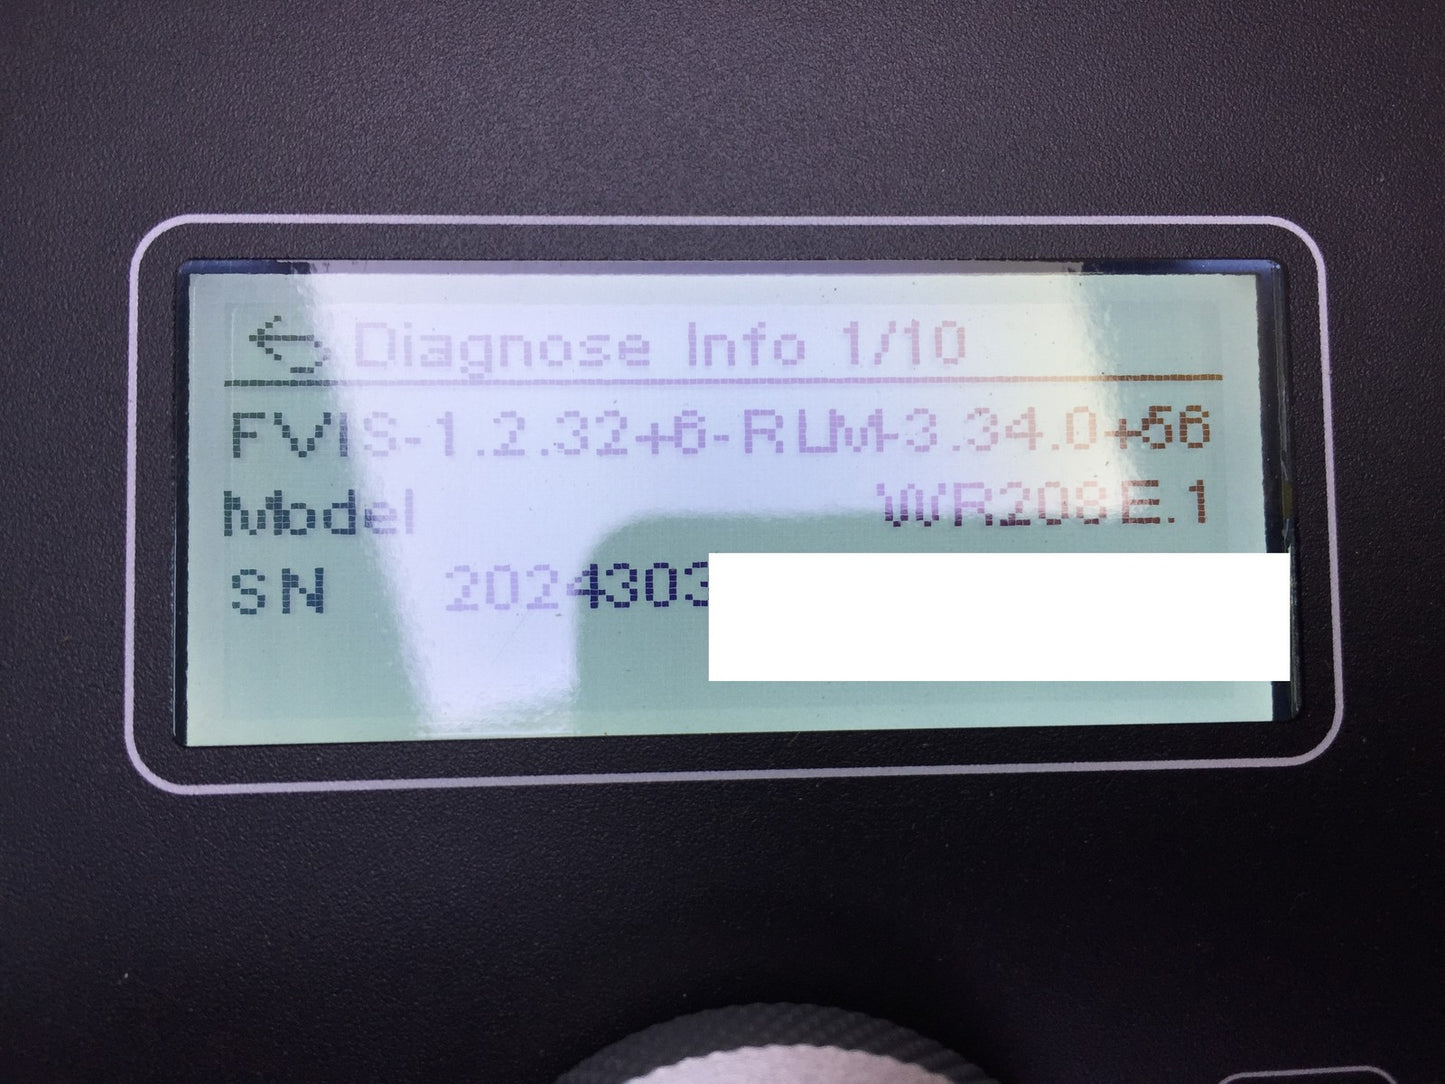 Diagnose Info 1/10
FVIS-1.2.32+6-RLM-3.34.0+56
Model WR208E.1
SN 2024303